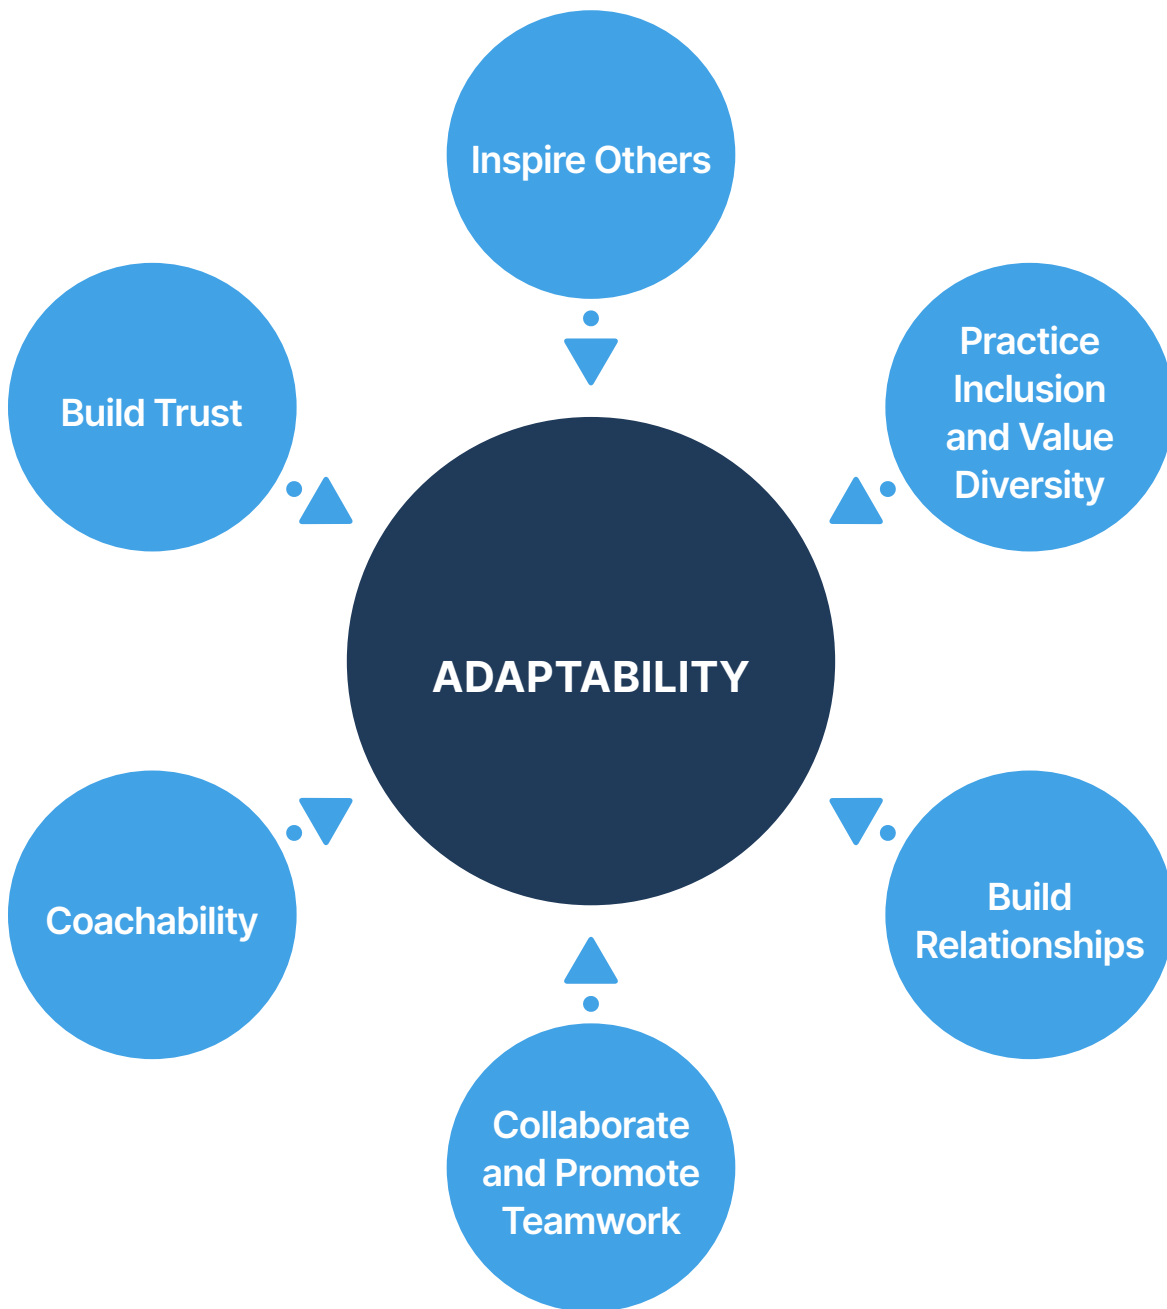 Inspire Others
Practice
Inclusion
and Value
Diversity
Build Trust
ADAPTABILITY
Build
Relationships
Coachability
Collaborate
and Promote
Teamwork